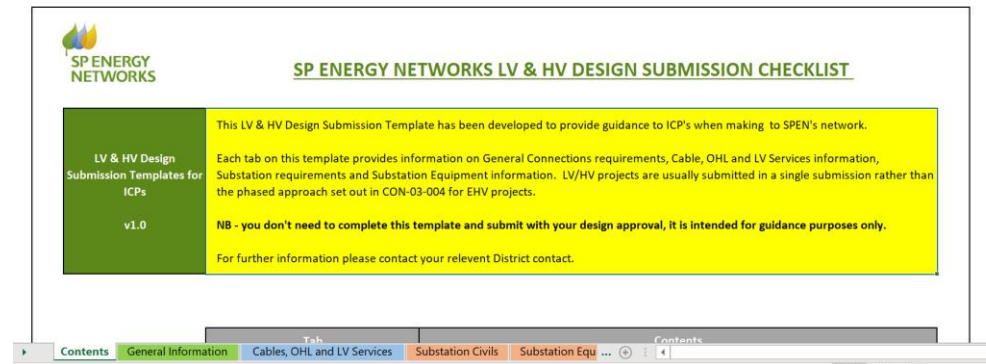 SP ENERGY
NETWORKS
SP ENERGY NETWORKS LV & HV DESIGN SUBMISSION CHECKLIST
LV & HV Design
Submission Templates for
ICPs
v1.0
This LV & HV Design Submission Template has been developed to provide guidance to ICP's when making to SPEN's network.
Each tab on this template provides information on General Connections requirements, Cable, OHL and LV Services information,
Substation requirements and Substation Equipment information. LV/HV projects are usually submitted in a single submission rather than
the phased approach set out in CON-03-004 for EHV projects.
NB - you don't need to complete this template and submit with your design approval, it is intended for guidance purposes only.
For further information please contact your relevent District contact.
Tab Contents
Contents General Information Cables, OHL and LV Services Substation Civils Substation Equ ...